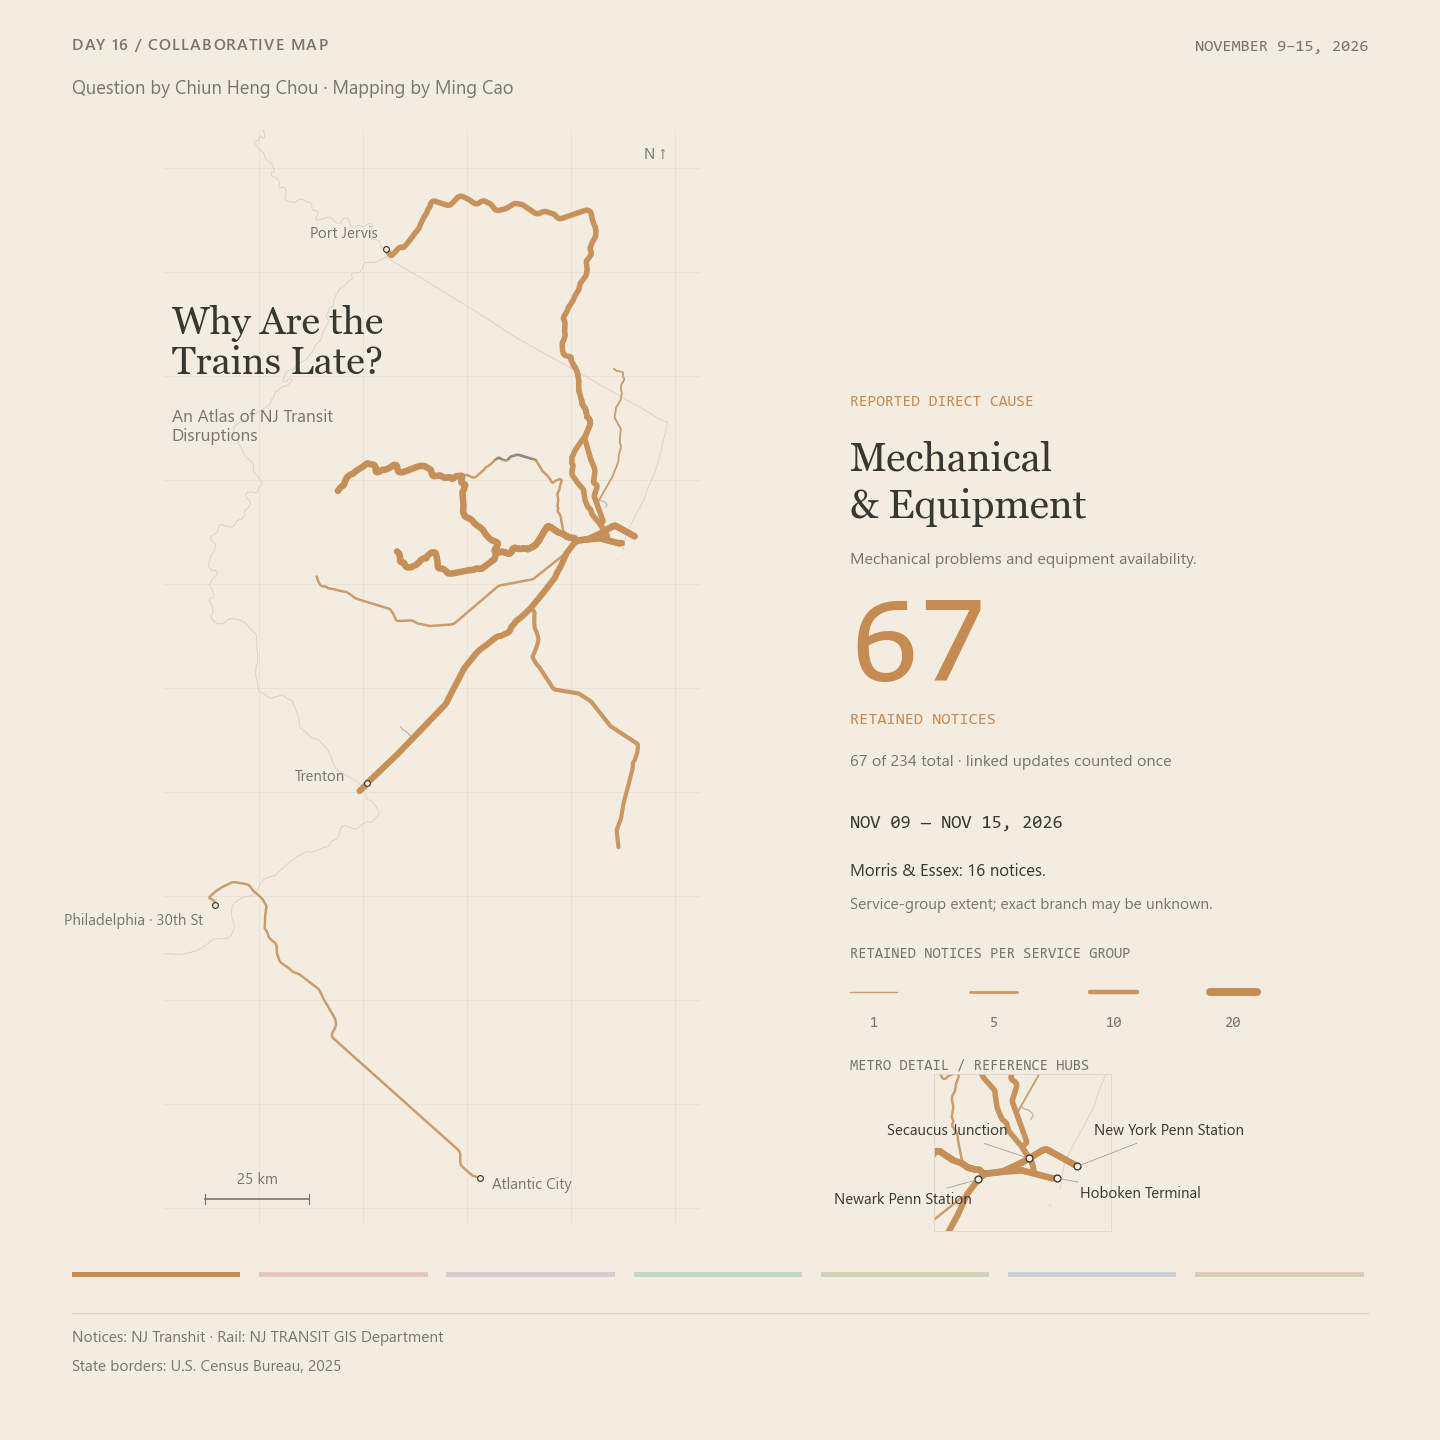 DAY 16 / COLLABORATIVE MAP
NOVEMBER 9–15, 2026
Question by Chiun Heng Chou · Mapping by Ming Cao
N ↑
Port Jervis
Why Are the
Trains Late?
An Atlas of NJ Transit
Disruptions
Trenton
Philadelphia · 30th St
Atlantic City
25 km
REPORTED DIRECT CAUSE
Mechanical
& Equipment
Mechanical problems and equipment availability.
67
RETAINED NOTICES
67 of 234 total · linked updates counted once
NOV 09 — NOV 15, 2026
Morris & Essex: 16 notices.
Service-group extent; exact branch may be unknown.
RETAINED NOTICES PER SERVICE GROUP
1 5 10 20
METRO DETAIL / REFERENCE HUBS
Secaucus Junction
New York Penn Station
Newark Penn Station
Hoboken Terminal
Notices: NJ Transhit · Rail: NJ TRANSIT GIS Department
State borders: U.S. Census Bureau, 2025